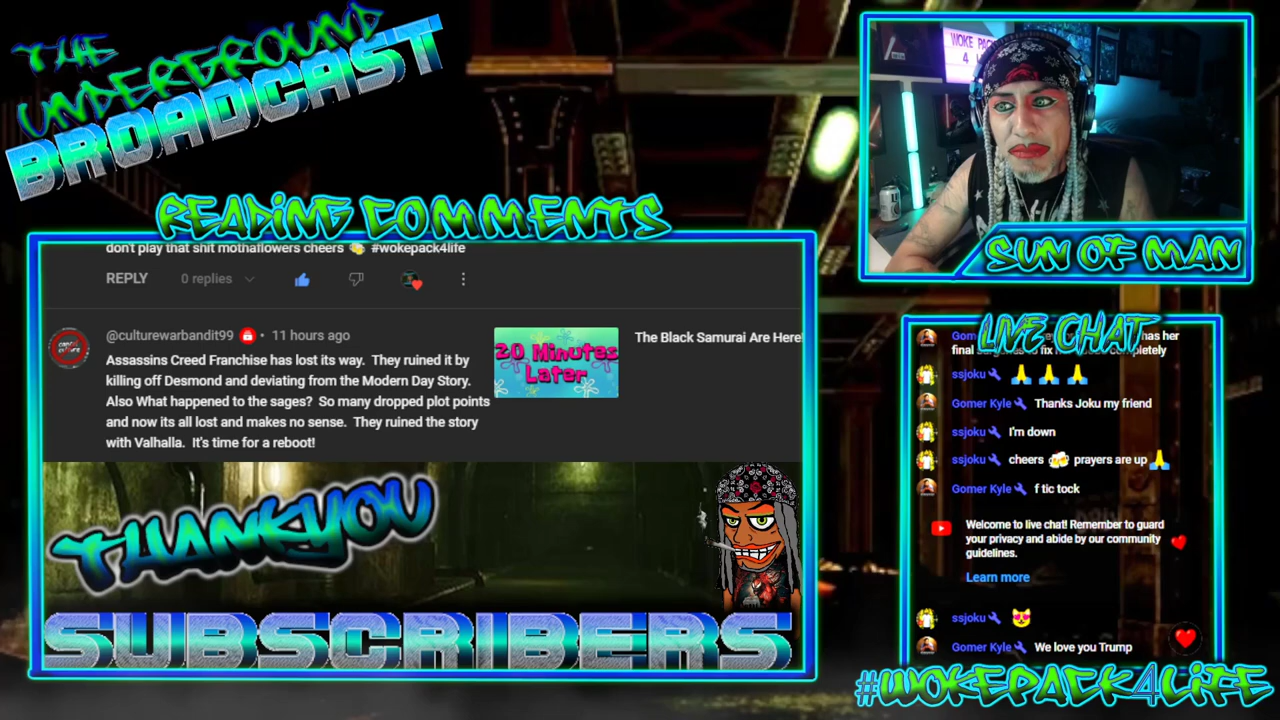 THE
UNDERGROUND
BROADCAST
READING COMMENTS
don't play that shit mothaflowers cheers 🍻 #wokepack4life
REPLY 0 replies
@culturewarbandit99 • 11 hours ago
Assassins Creed Franchise has lost its way. They ruined it by
killing off Desmond and deviating from the Modern Day Story.
Also What happened to the sages? So many dropped plot points
and now its all lost and makes no sense. They ruined the story
with Valhalla. It's time for a reboot!
20 Minutes
Later
The Black Samurai Are Here!
THANKYOU
SUBSCRIBERS
WOKE PAC
4 L
SUN OF MAN
LIVE CHAT
has her
final
ssjoku 🙏 🙏 🙏
Gomer Kyle Thanks Joku my friend
ssjoku I'm down
ssjoku cheers 🍻 prayers are up 🙏
Gomer Kyle f tic tock
Welcome to live chat! Remember to guard
your privacy and abide by our community
guidelines.
Learn more
ssjoku 😻
Gomer Kyle We love you Trump
#WOKEPACK4LIFE